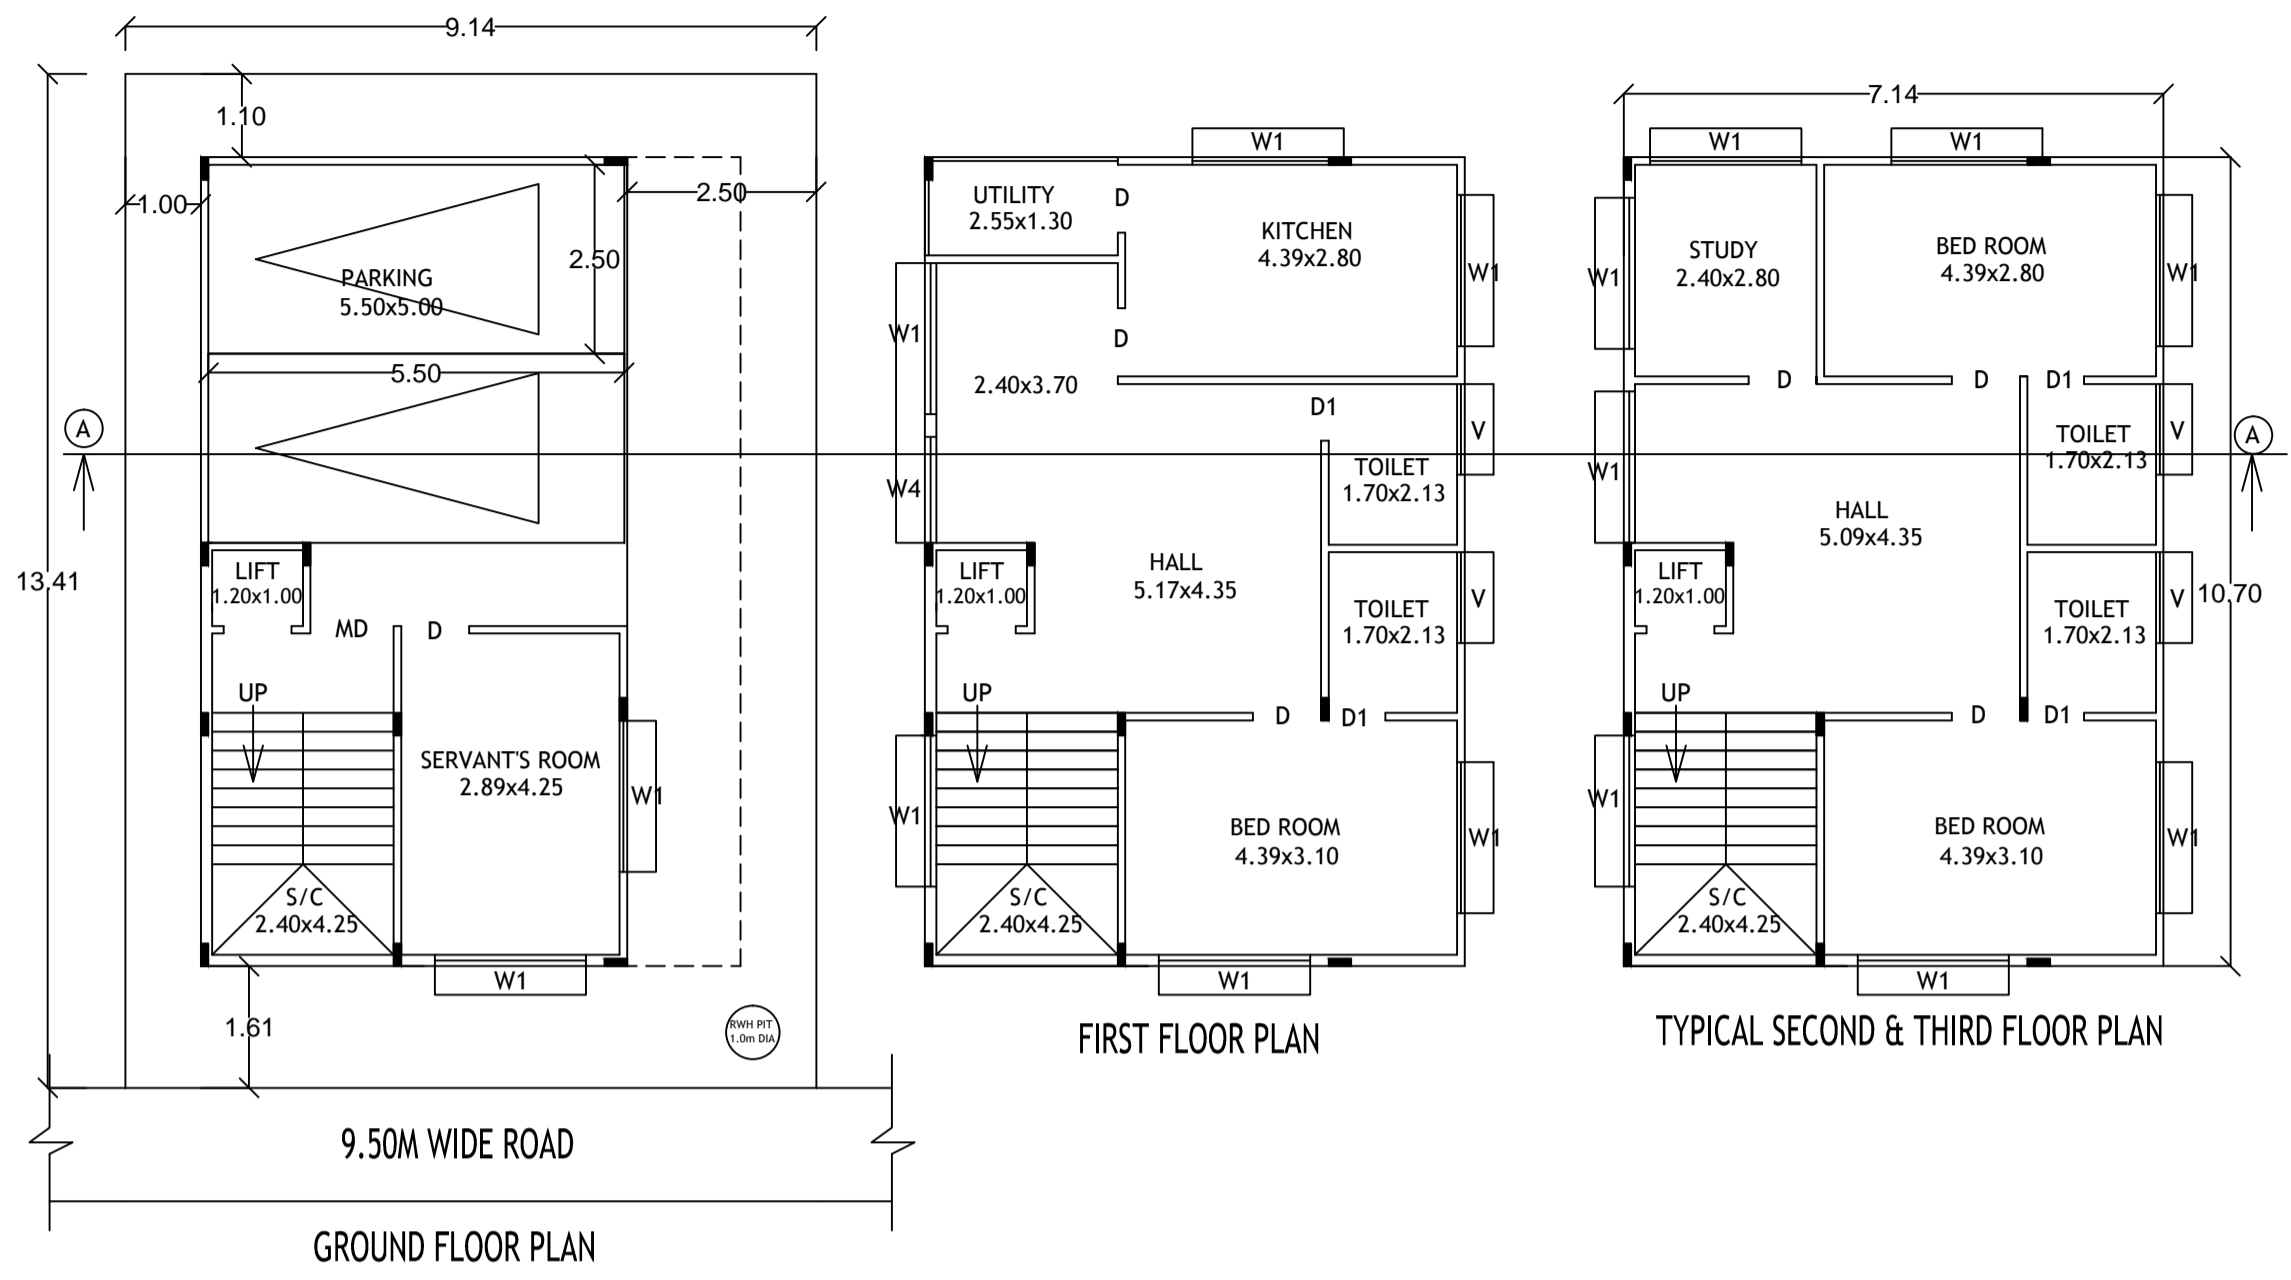 9.14
1.10
1.00
2.50
PARKING
5.50x5.00
2.50
5.50
A
13.41
LIFT
1.20x1.00
MD
D
UP
SERVANT'S ROOM
2.89x4.25
W1
S/C
2.40x4.25
W1
1.61
RWH PIT
1.0m DIA
9.50M WIDE ROAD
GROUND FLOOR PLAN
W1
UTILITY
2.55x1.30
D
KITCHEN
4.39x2.80
W1
W1
D
2.40x3.70
D1
V
TOILET
1.70x2.13
W4
LIFT
1.20x1.00
HALL
5.17x4.35
V
TOILET
1.70x2.13
UP
D
D1
W1
BED ROOM
4.39x3.10
W1
S/C
2.40x4.25
W1
FIRST FLOOR PLAN
7.14
W1
W1
STUDY
2.40x2.80
BED ROOM
4.39x2.80
W1
W1
D
D
D1
TOILET
1.70x2.13
V
A
W1
HALL
5.09x4.35
LIFT
1.20x1.00
TOILET
1.70x2.13
V
10.70
UP
D
D1
W1
BED ROOM
4.39x3.10
W1
S/C
2.40x4.25
W1
TYPICAL SECOND & THIRD FLOOR PLAN